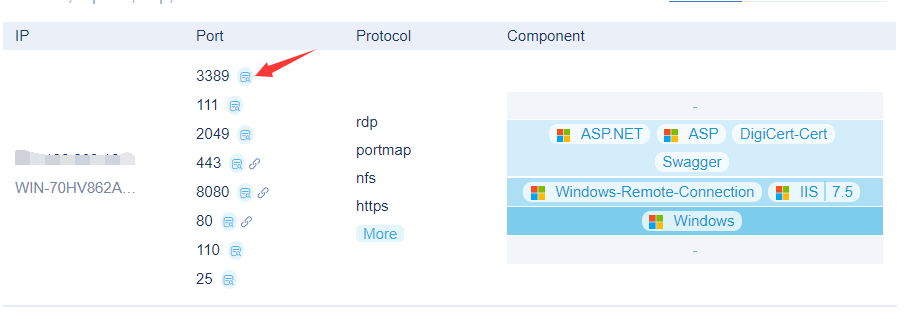 IP Port Protocol Component
3389
111
2049
443
8080
80
110
25
WIN-70HV862A...
rdp
portmap
nfs
https
More
-
ASP.NET ASP DigiCert-Cert
Swagger
Windows-Remote-Connection IIS 7.5
Windows
-